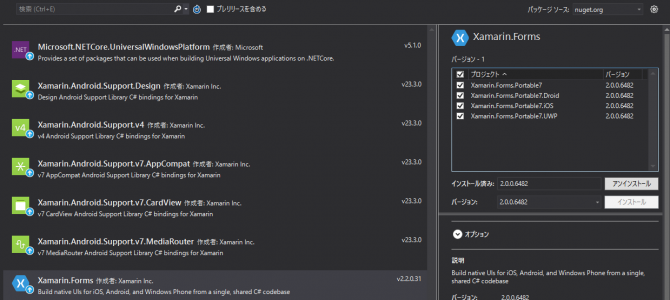 検索 (Ctrl+E)
プレリリースを含める
パッケージ ソース: nuget.org
.NET
Microsoft.NETCore.UniversalWindowsPlatform 作成者: Microsoft
v5.1.0
Provides a set of packages that can be used when building Universal Windows applications on .NETCore.
Xamarin.Android.Support.Design 作成者: Xamarin Inc.
v23.3.0
Design Android Support Library C# bindings for Xamarin
v4
Xamarin.Android.Support.v4 作成者: Xamarin Inc.
v23.3.0
v4 Android Support Library C# bindings for Xamarin
Xamarin.Android.Support.v7.AppCompat 作成者: Xamarin Inc.
v23.3.0
v7 AppCompat Android Support Library C# bindings for Xamarin
Xamarin.Android.Support.v7.CardView 作成者: Xamarin Inc.
v23.3.0
v7 CardView Android Support Library C# bindings for Xamarin
Xamarin.Android.Support.v7.MediaRouter 作成者: Xamarin Inc.
v23.3.0
v7 MediaRouter Android Support Library C# bindings for Xamarin
Xamarin.Forms 作成者: Xamarin Inc.
v2.2.0.31
Build native UIs for iOS, Android, and Windows Phone from a single, shared C# codebase
Xamarin.Forms
バージョン - 1
プロジェクト バージョン
Xamarin.Forms.Portable7 2.0.0.6482
Xamarin.Forms.Portable7.Droid 2.0.0.6482
Xamarin.Forms.Portable7.iOS 2.0.0.6482
Xamarin.Forms.Portable7.UWP 2.0.0.6482
インストール済み: 2.0.0.6482 アンインストール
バージョン: 2.0.0.6482 インストール
オプション
説明
Build native UIs for iOS, Android, and Windows Phone from a single, shared C# codebase
バージョン: 2.0.0.6482